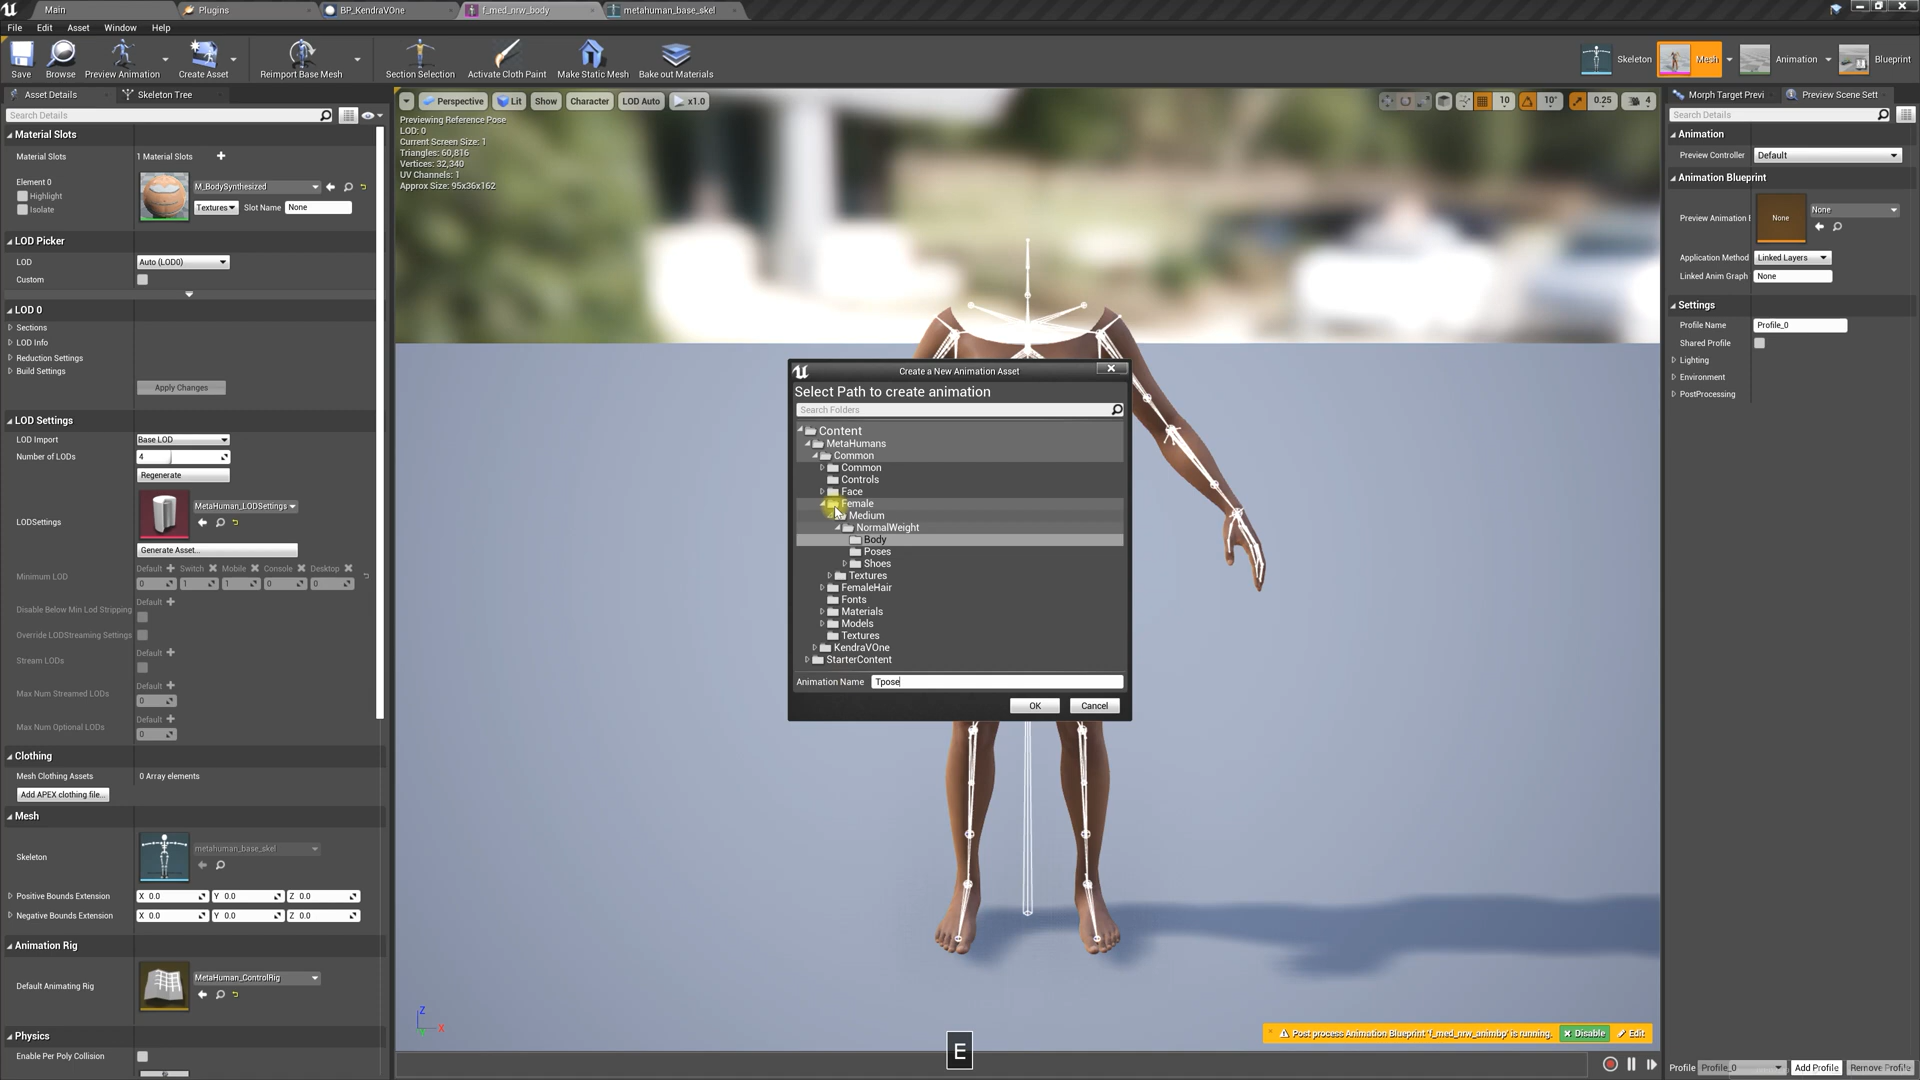 Main
Plugins
BP_KendraVOne
f_med_nrw_body
metahuman_base_skel
File Edit Asset Window Help
Save
Browse
Preview Animation
Create Asset
Reimport Base Mesh
Section Selection
Activate Cloth Paint
Make Static Mesh
Bake out Materials
Skeleton
Mesh
Animation
Blueprint
Asset Details
Skeleton Tree
Search Details
Material Slots
Material Slots 1 Material Slots
Element 0
Highlight
Isolate
M_BodySynthesized
Textures Slot Name None
LOD Picker
LOD Auto (LOD0)
Custom
LOD 0
Sections
LOD Info
Reduction Settings
Build Settings
Apply Changes
LOD Settings
LOD Import Base LOD
Number of LODs 4
Regenerate
LODSettings MetaHuman_LODSettings
Generate Asset...
Default Switch Mobile Console Desktop
Minimum LOD 0 1 1 0 0
Default
Disable Below Min Lod Stripping
Override LODStreaming Settings
Default
Stream LODs
Default
Max Num Streamed LODs 0
Default
Max Num Optional LODs 0
Clothing
Mesh Clothing Assets 0 Array elements
Add APEX clothing file...
Mesh
Skeleton metahuman_base_skel
Positive Bounds Extension X 0.0 Y 0.0 Z 0.0
Negative Bounds Extension X 0.0 Y 0.0 Z 0.0
Animation Rig
Default Animating Rig MetaHuman_ControlRig
Physics
Enable Per Poly Collision
Perspective Lit Show Character LOD Auto x1.0
10 10° 0.25 4
Previewing Reference Pose
LOD: 0
Current Screen Size: 1
Triangles: 60,816
Vertices: 32,340
UV Channels: 1
Approx Size: 95x36x162
Create a New Animation Asset
Select Path to create animation
Search Folders
Content
MetaHumans
Common
Common
Controls
Face
Female
Medium
NormalWeight
Body
Poses
Shoes
Textures
FemaleHair
Fonts
Materials
Models
Textures
KendraVOne
StarterContent
Animation Name Tpose
OK Cancel
Z
X
E
Post process Animation Blueprint 'f_med_nrw_animbp' is running. Disable Edit
Morph Target Previ
Preview Scene Sett
Search Details
Animation
Preview Controller Default
Animation Blueprint
Preview Animation None None
Application Method Linked Layers
Linked Anim Graph None
Settings
Profile Name Profile_0
Shared Profile
Lighting
Environment
PostProcessing
Profile Profile_0 Add Profile Remove Profile